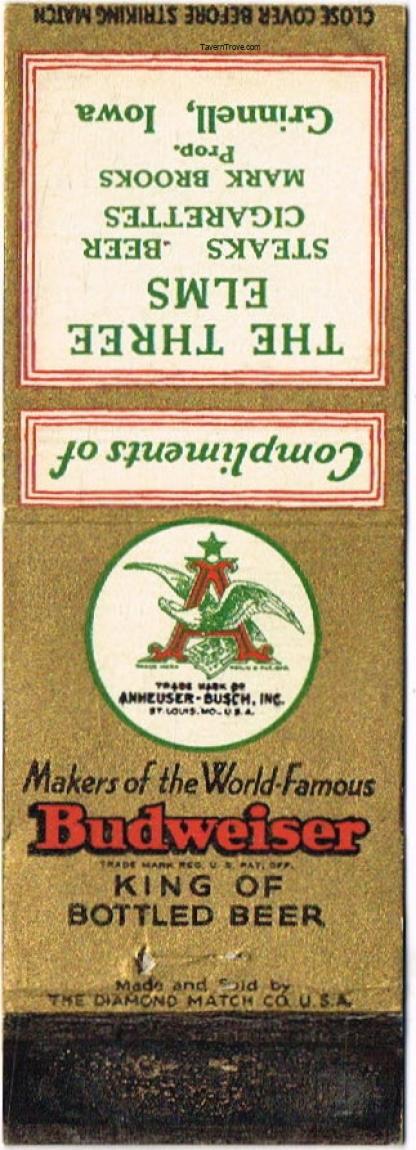 CLOSE COVER BEFORE STRIKING MATCH
TavernTrove.com
Compliments of
THE THREE
ELMS
STEAKS BEER
CIGARETTES
MARK BROOKS
Prop.
Grinnell, Iowa
TRADE MARK OF
ANHEUSER-BUSCH, INC.
ST. LOUIS, MO., U.S.A.
Makers of the World-Famous
Budweiser
TRADE MARK REG. U.S. PAT. OFF.
KING OF
BOTTLED BEER
Made and Sold by
THE DIAMOND MATCH CO. U.S.A.